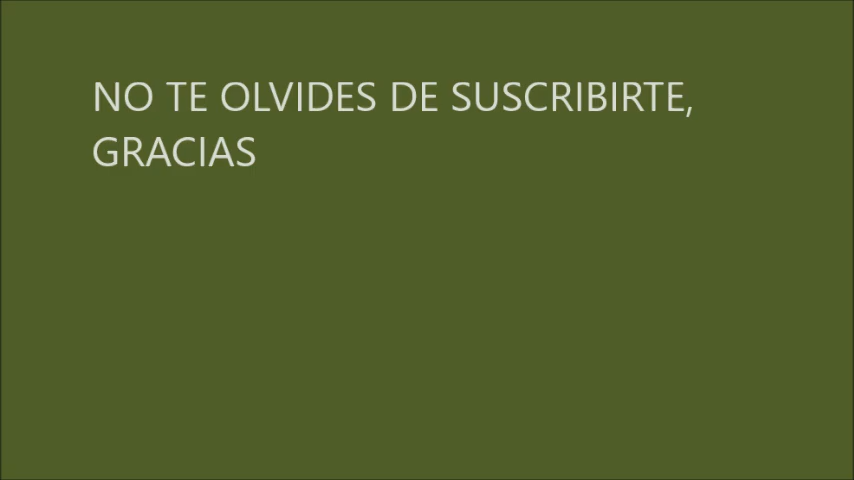 NO TE OLVIDES DE SUSCRIBIRTE,
GRACIAS